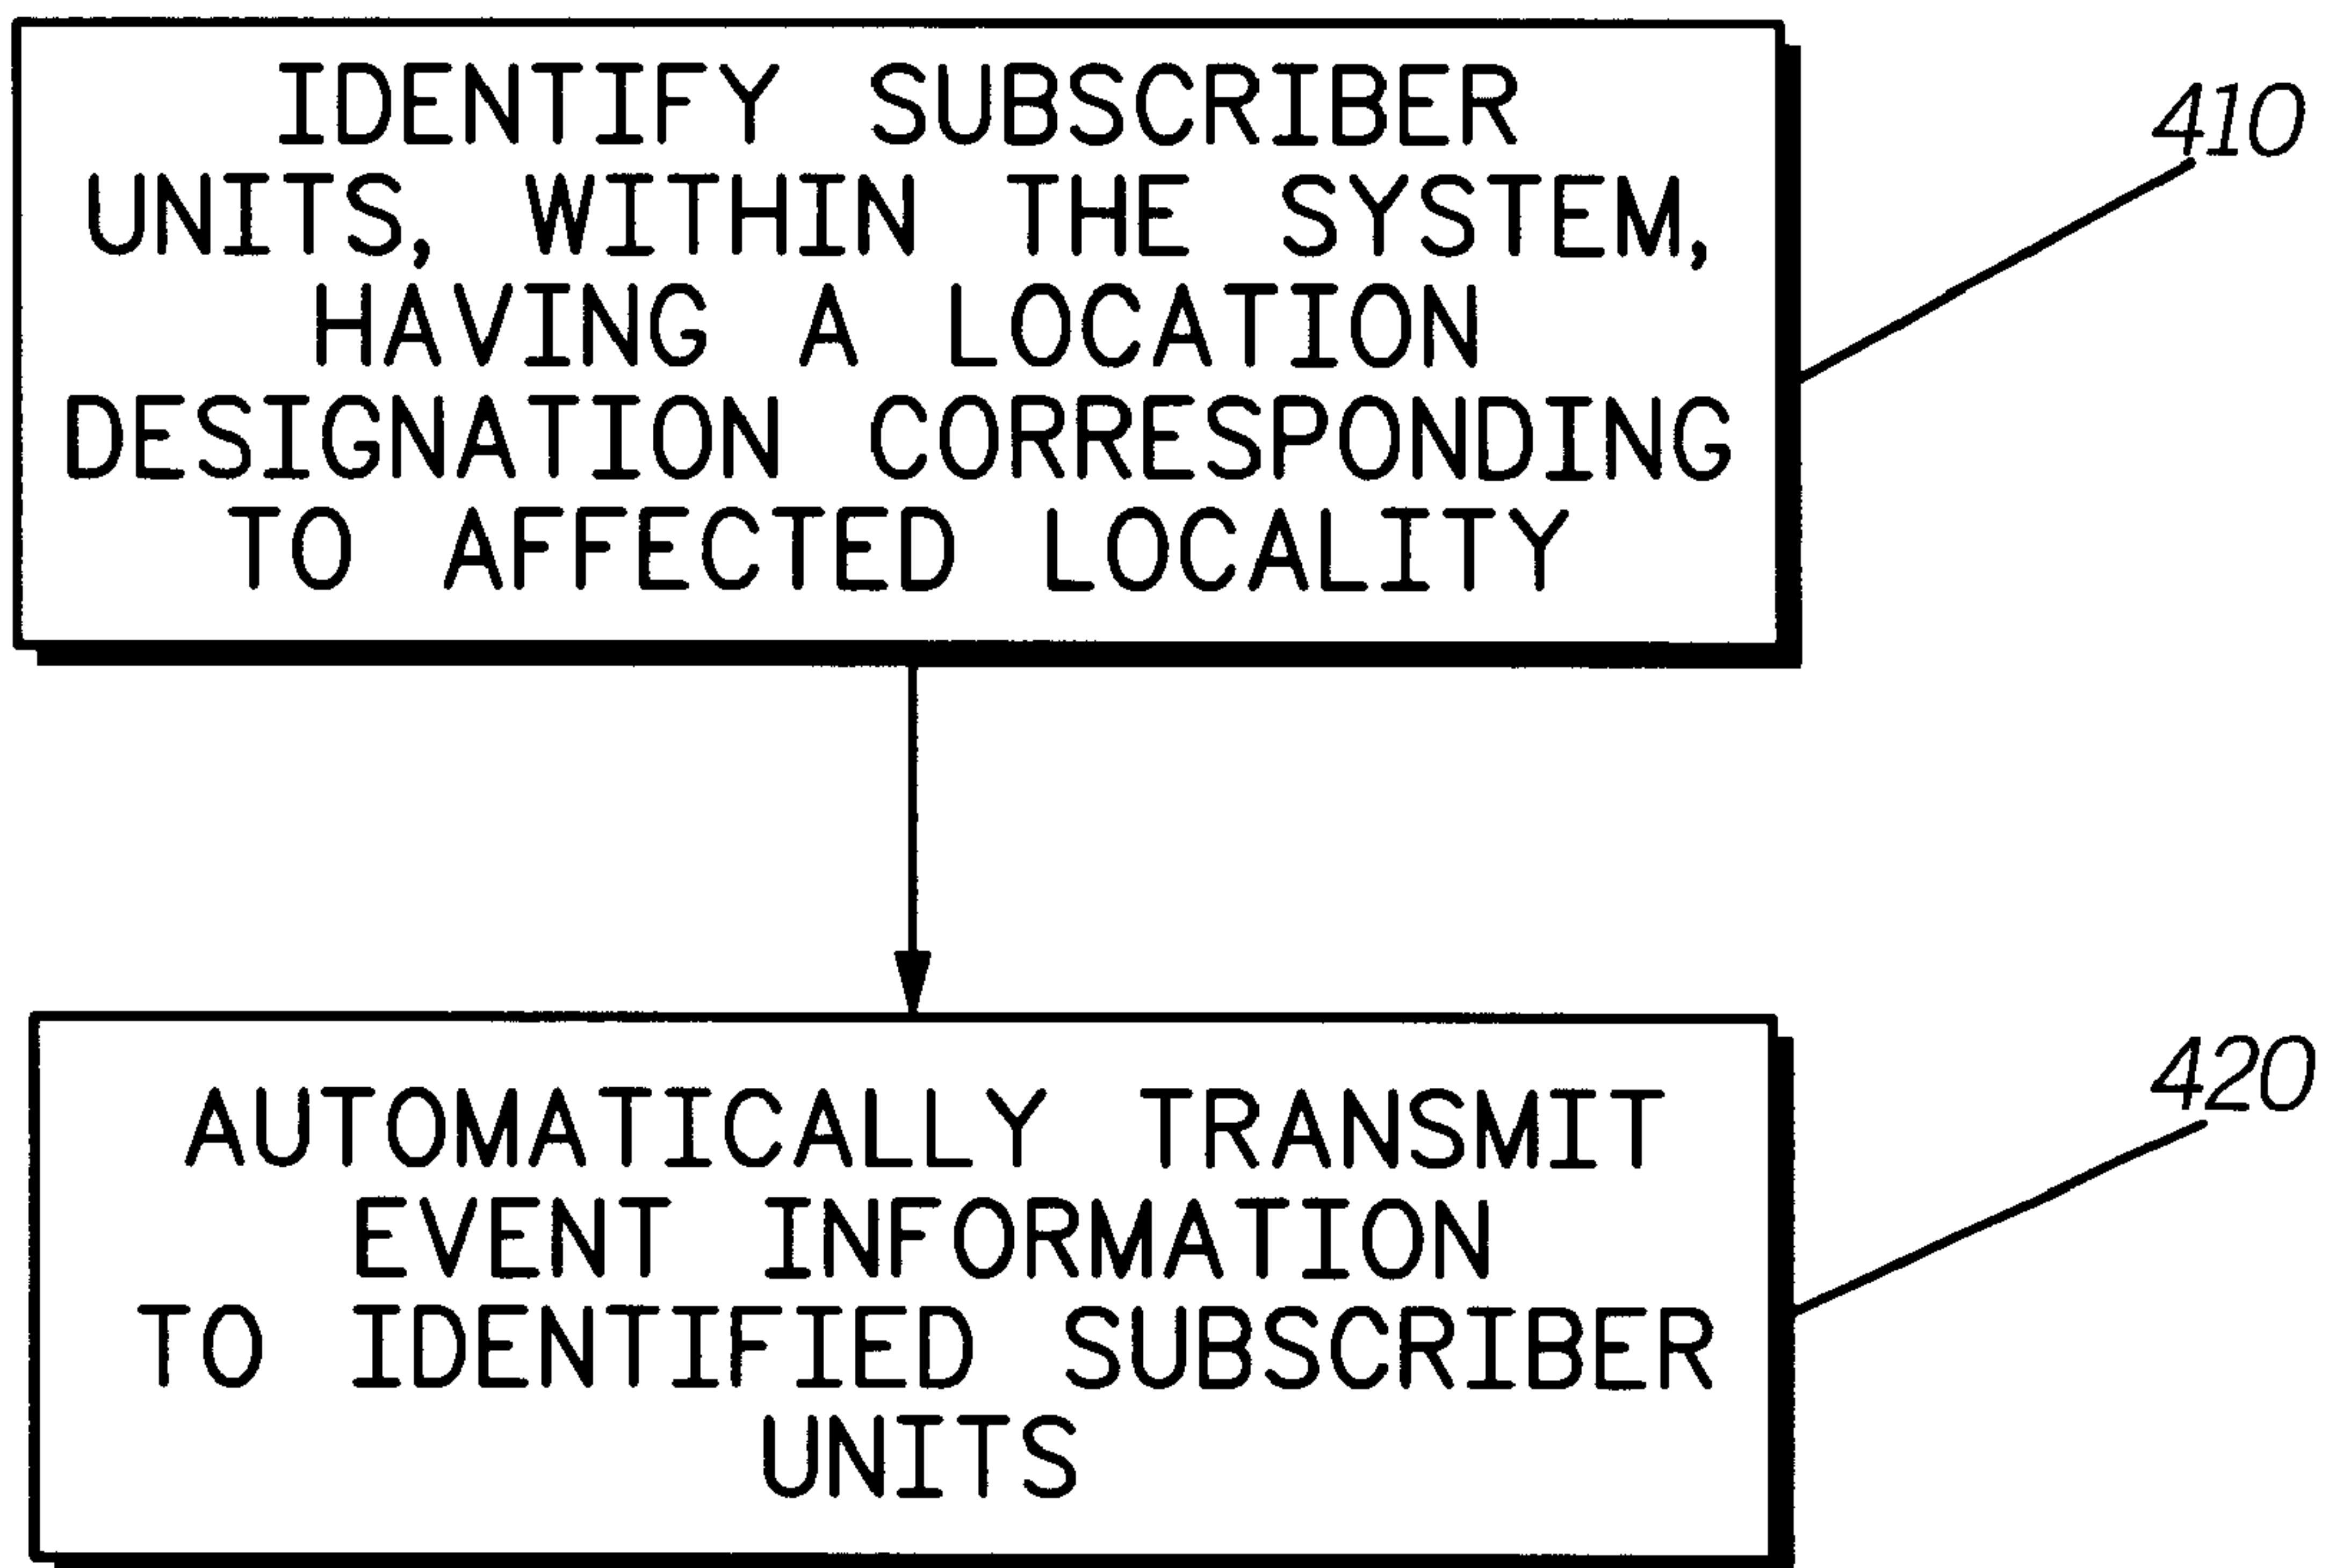 IDENTIFY SUBSCRIBER
UNITS, WITHIN THE SYSTEM,
HAVING A LOCATION
DESIGNATION CORRESPONDING
TO AFFECTED LOCALITY
410
AUTOMATICALLY TRANSMIT
EVENT INFORMATION
TO IDENTIFIED SUBSCRIBER
UNITS
420